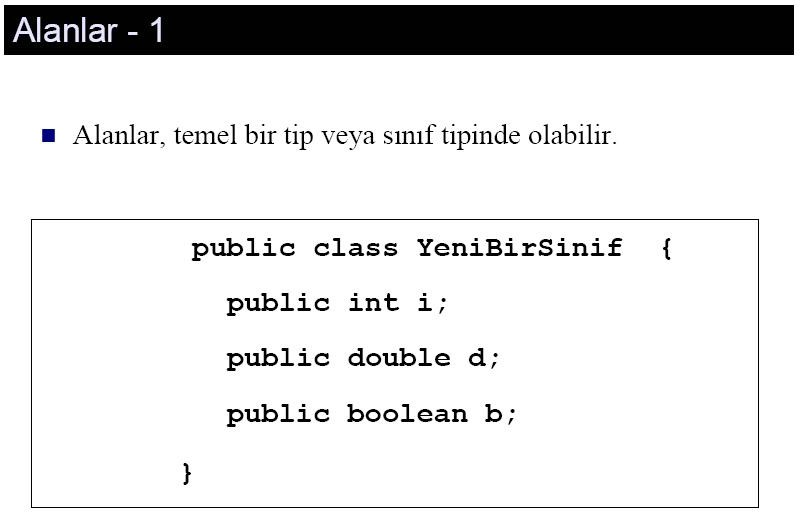 Alanlar - 1
Alanlar, temel bir tip veya sınıf tipinde olabilir.
public class YeniBirSinif {
public int i;
public double d;
public boolean b;
}